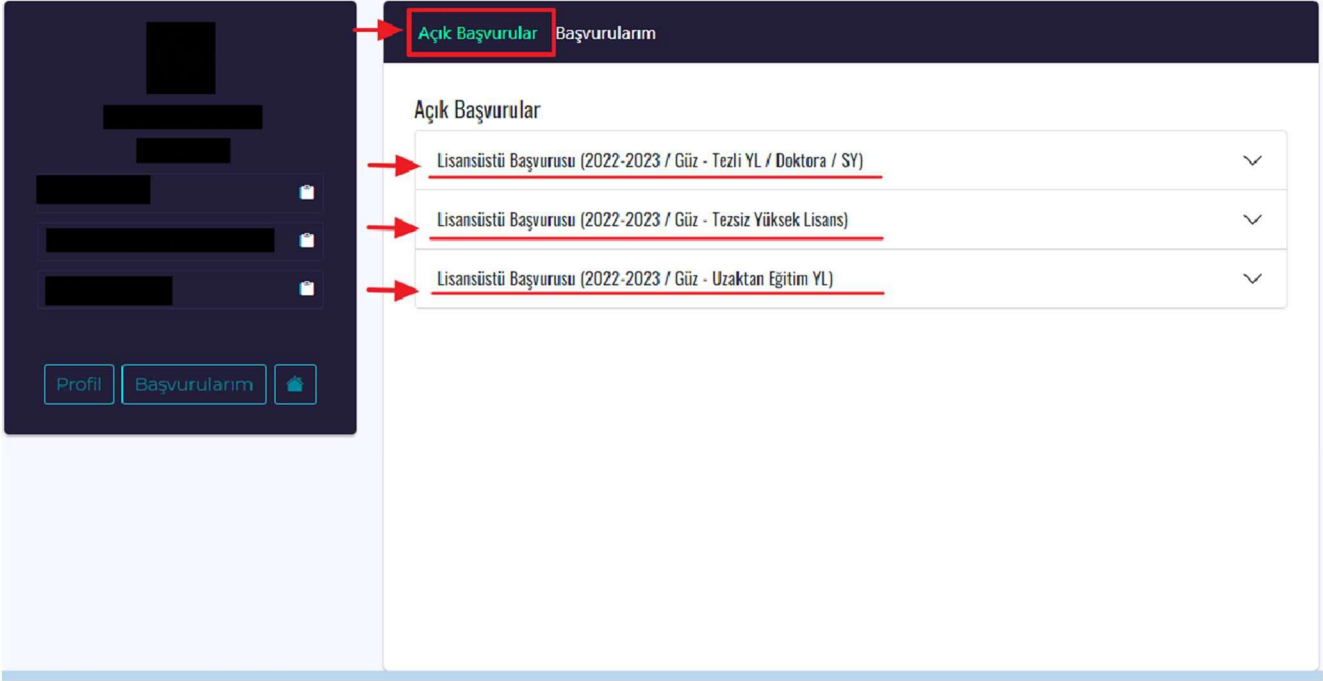 Açık Başvurular Başvurularım
Açık Başvurular
Lisansüstü Başvurusu (2022-2023 / Güz - Tezli YL / Doktora / SY)
Lisansüstü Başvurusu (2022-2023 / Güz - Tezsiz Yüksek Lisans)
Lisansüstü Başvurusu (2022-2023 / Güz - Uzaktan Eğitim YL)
Profil Başvurularım